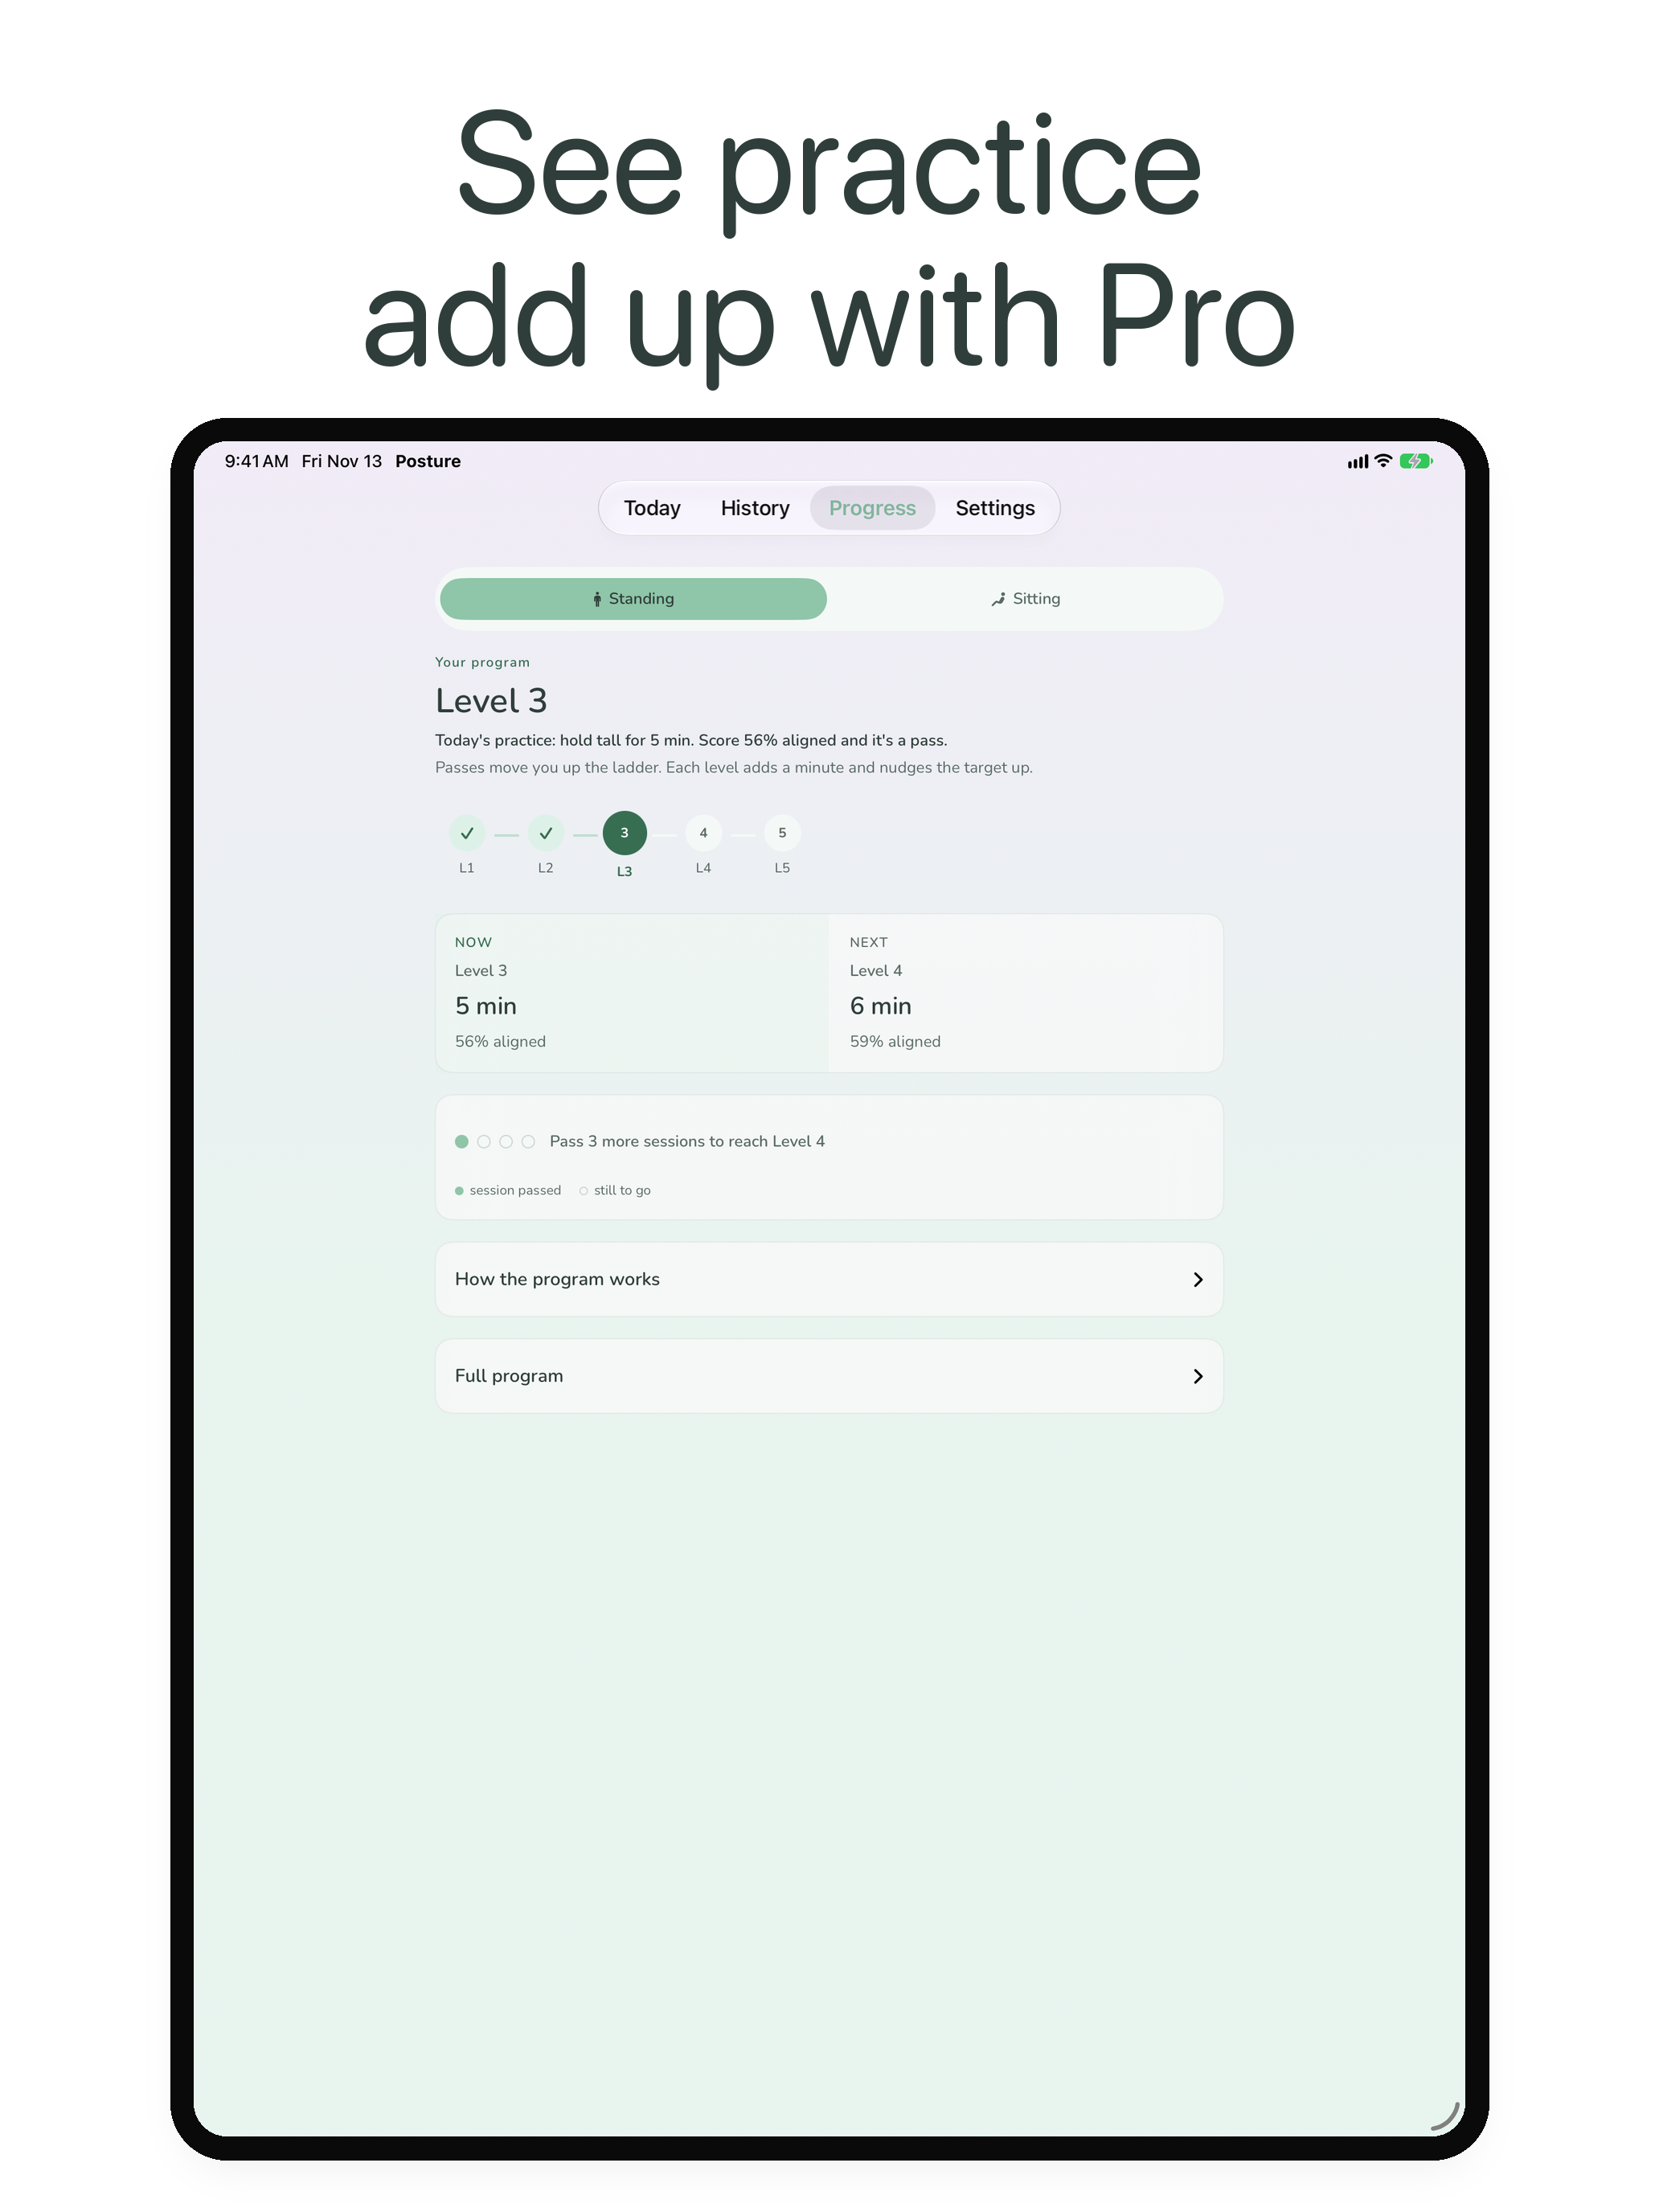 See practice
add up with Pro
9:41 AM Fri Nov 13 Posture
Today History Progress Settings
Standing Sitting
Your program
Level 3
Today's practice: hold tall for 5 min. Score 56% aligned and it's a pass.
Passes move you up the ladder. Each level adds a minute and nudges the target up.
3 4 5
L1 L2 L3 L4 L5
NOW
Level 3
5 min
56% aligned
NEXT
Level 4
6 min
59% aligned
Pass 3 more sessions to reach Level 4
session passed still to go
How the program works
Full program